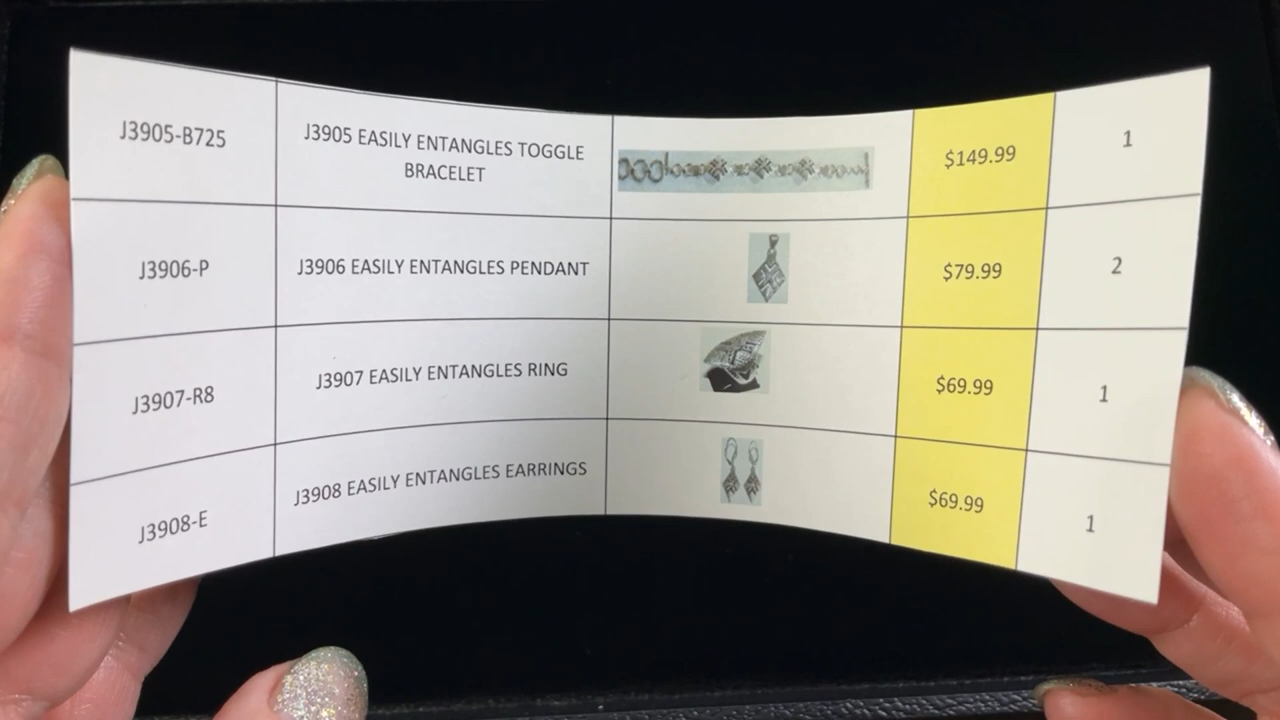 J3905-B725
J3905 EASILY ENTANGLES TOGGLE
BRACELET
$149.99
1
J3906-P
J3906 EASILY ENTANGLES PENDANT
$79.99
2
J3907-R8
J3907 EASILY ENTANGLES RING
$69.99
1
J3908-E
J3908 EASILY ENTANGLES EARRINGS
$69.99
1